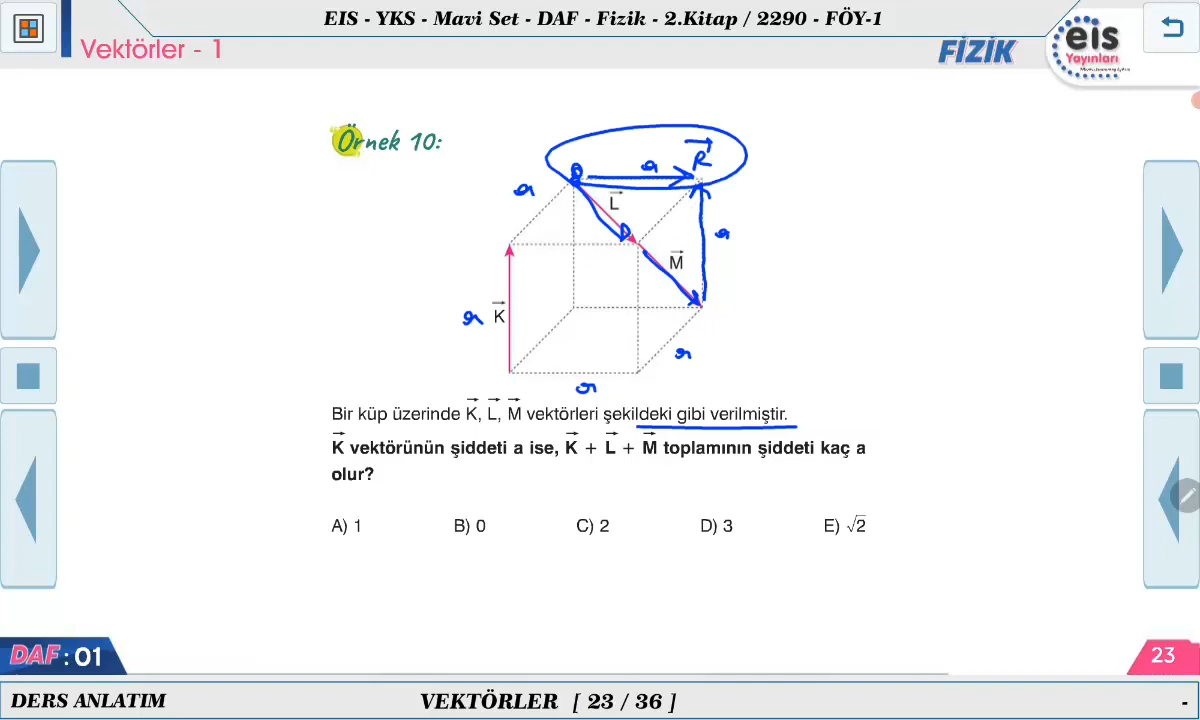 EIS - YKS - Mavi Set - DAF - Fizik - 2.Kitap / 2290 - FÖY-1
Vektörler - 1
FİZİK
eis
Yayınları
Örnek 10:
a
R
a
L
a
M
a
K
a
a
Bir küp üzerinde K, L, M vektörleri şekildeki gibi verilmiştir.
K vektörünün şiddeti a ise, K + L + M toplamının şiddeti kaç a
olur?
A) 1 B) 0 C) 2 D) 3 E) √2
DAF : 01
23
DERS ANLATIM VEKTÖRLER [ 23 / 36 ] -